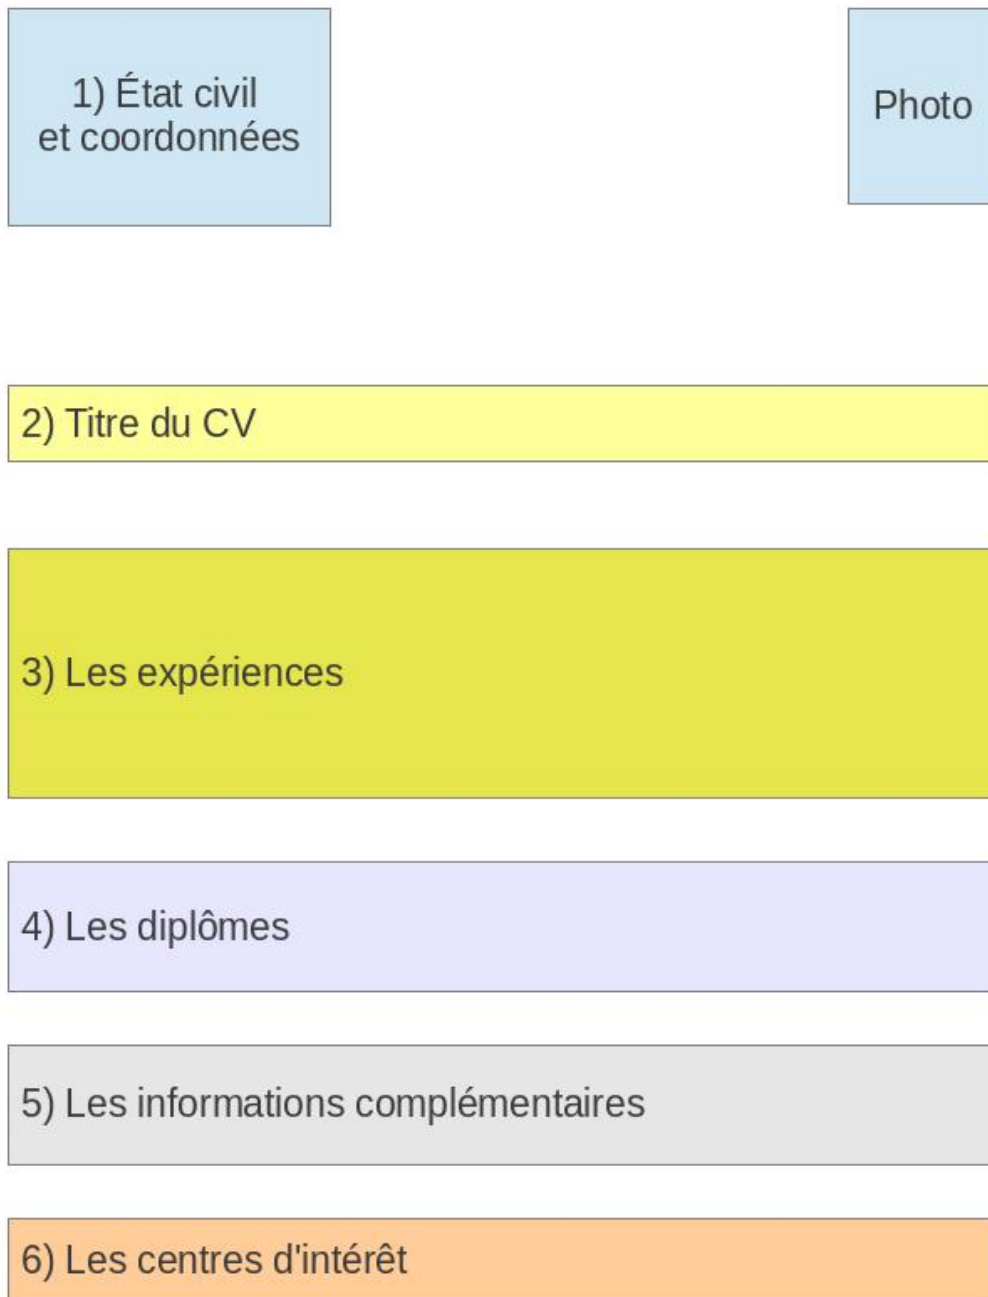 1) État civil
et coordonnées
Photo
2) Titre du CV
3) Les expériences
4) Les diplômes
5) Les informations complémentaires
6) Les centres d'intérêt